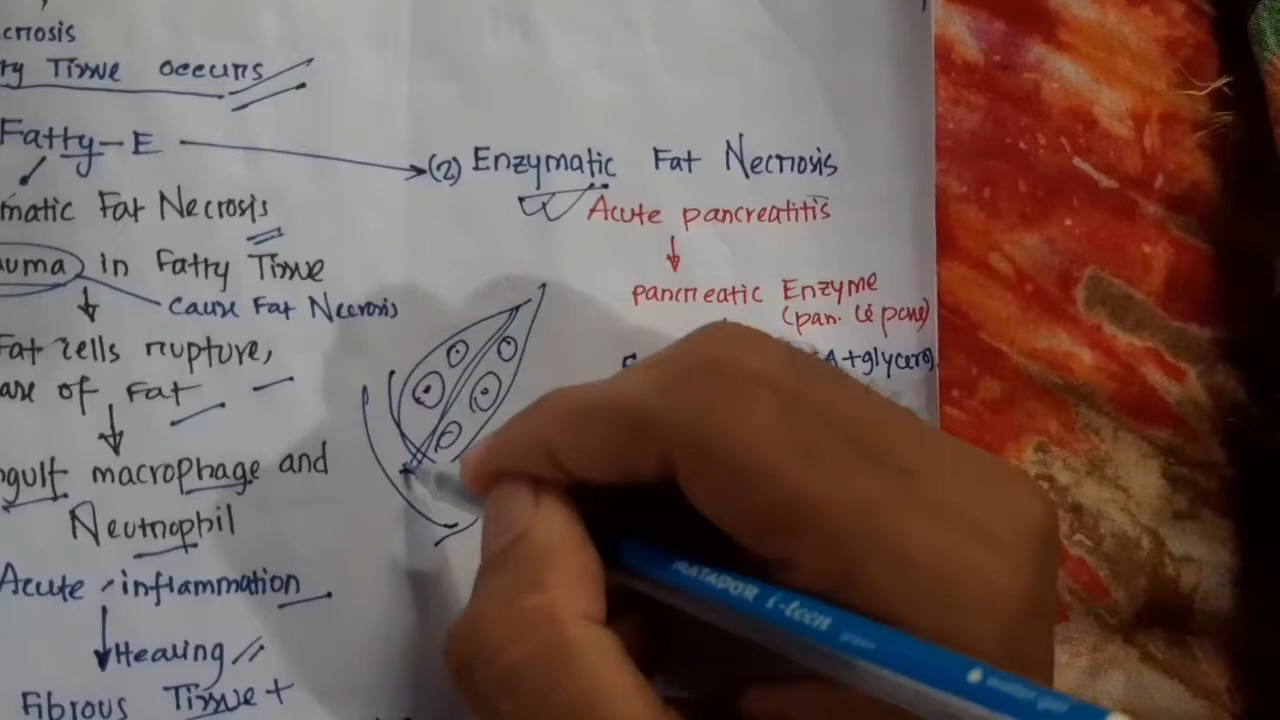 crosis
ry Tissue occurs
Fatty-E
(2) Enzymatic Fat Necrosis
matic Fat Necrosis
Acute pancreatitis
uma in Fatty Tissue
cause Fat Necrosis
pancreatic Enzyme
(pan. Lipase)
Fat cells rupture,
A+glycerol
ase of Fat
ngulf macrophage and
Neutrophil
Acute inflammation
Healing
Fibrous Tissue +
MATADOR i-teen